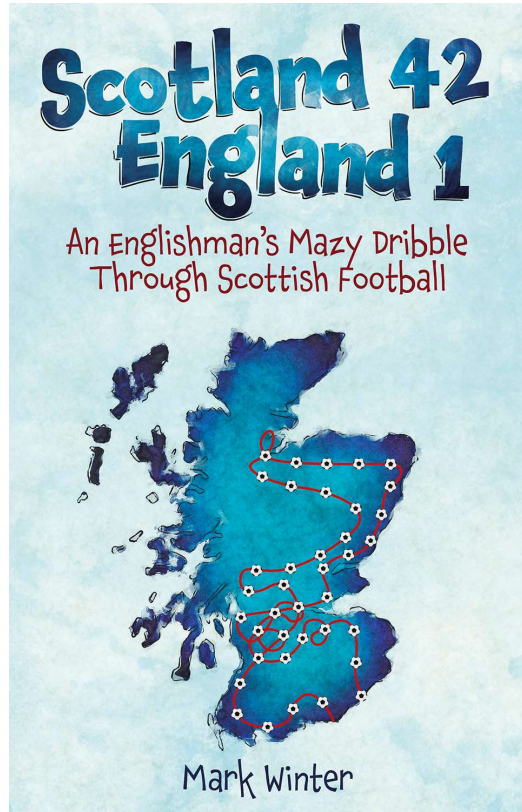 Scotland 42
England 1
An Englishman's Mazy Dribble
Through Scottish Football
Mark Winter